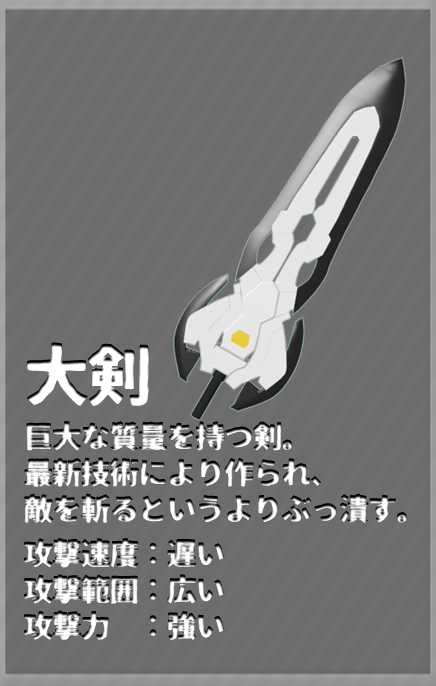 大剣
巨大な質量を持つ剣。
最新技術により作られ、
敵を斬るというよりぶっ潰す。
攻撃速度：遅い
攻撃範囲：広い
攻撃力　：強い